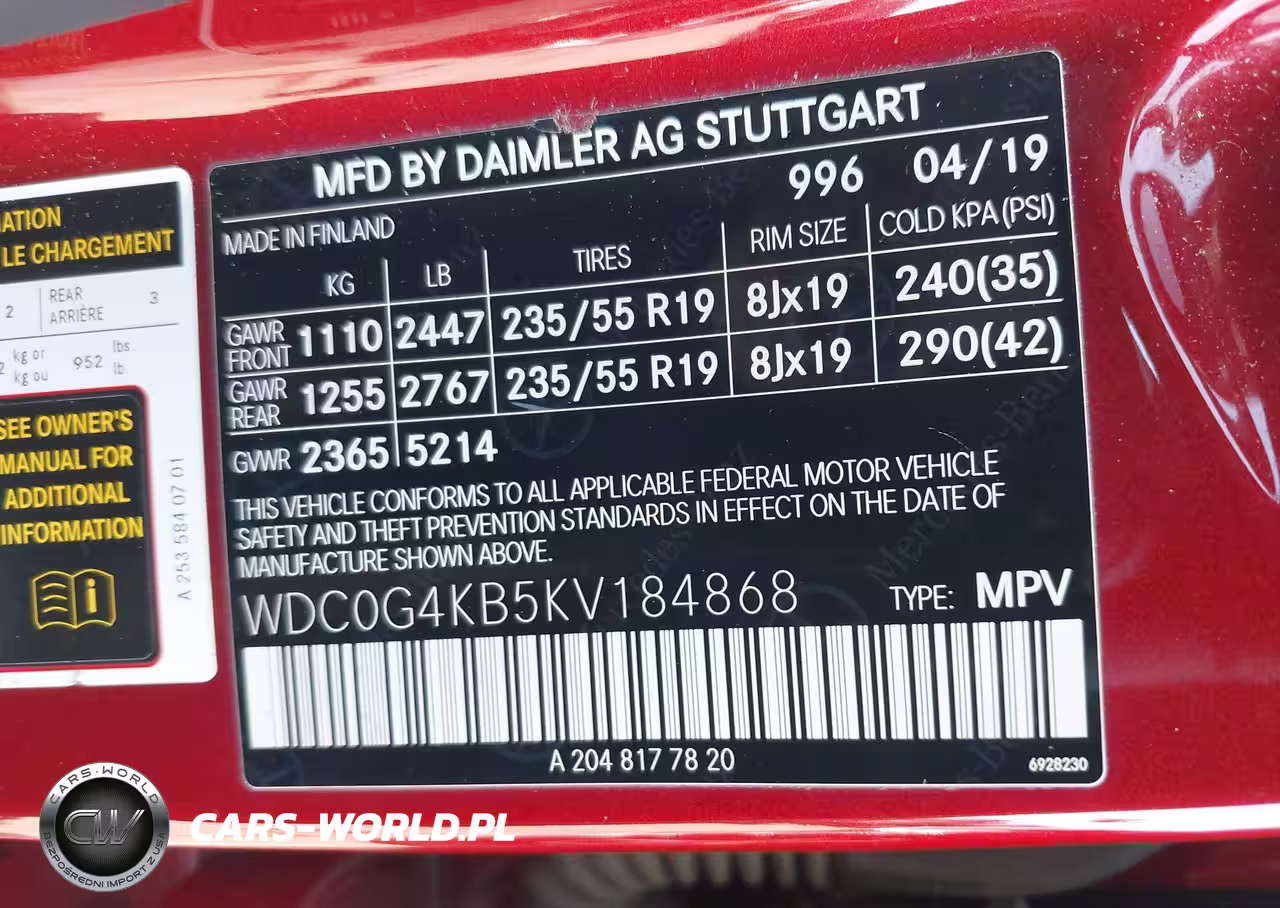 MFD BY DAIMLER AG STUTTGART
996 04/19
MADE IN FINLAND
KG LB TIRES RIM SIZE COLD KPA(PSI)
GAWR FRONT 1110 2447 235/55 R19 8Jx19 240(35)
GAWR REAR 1255 2767 235/55 R19 8Jx19 290(42)
GVWR 2365 5214
THIS VEHICLE CONFORMS TO ALL APPLICABLE FEDERAL MOTOR VEHICLE
SAFETY AND THEFT PREVENTION STANDARDS IN EFFECT ON THE DATE OF
MANUFACTURE SHOWN ABOVE.
WDC0G4KB5KV184868 TYPE: MPV
A 204 817 78 20
6928230
LE CHARGEMENT
2 REAR 3
ARRIÈRE
kg or 952 lbs.
kg ou lb.
SEE OWNER'S
MANUAL FOR
ADDITIONAL
INFORMATION
A 253 584 07 01
CARS-WORLD
CW
BEZPOŚREDNI IMPORT Z USA
CARS-WORLD.PL